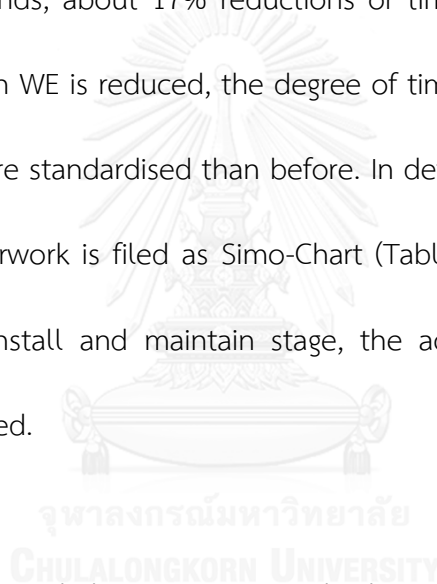 nds, about 17% reductions of tim
n WE is reduced, the degree of tim
re standardised than before. In de
rwork is filed as Simo-Chart (Tabl
nstall and maintain stage, the ac
ed.
จุฬาลงกรณ์มหาวิทยาลัย
CHULALONGKORN UNIVERSITY